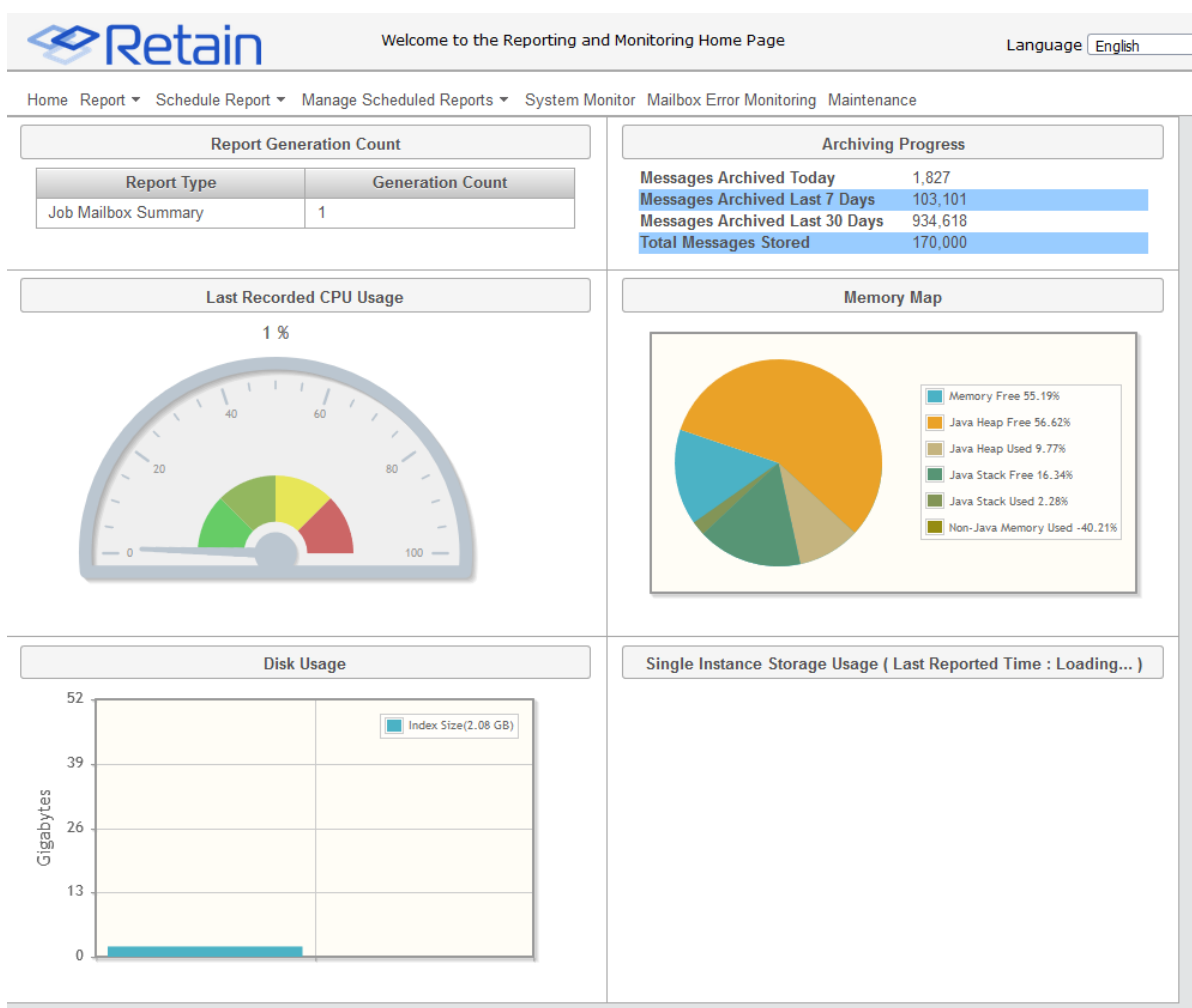 Retain
Welcome to the Reporting and Monitoring Home Page
Language English
Home Report Schedule Report Manage Scheduled Reports System Monitor Mailbox Error Monitoring Maintenance
Report Generation Count
Report Type Generation Count
Job Mailbox Summary 1
Archiving Progress
Messages Archived Today 1,827
Messages Archived Last 7 Days 103,101
Messages Archived Last 30 Days 934,618
Total Messages Stored 170,000
Last Recorded CPU Usage
1 %
0
20
40
60
80
100
Memory Map
Memory Free 55.19%
Java Heap Free 56.62%
Java Heap Used 9.77%
Java Stack Free 16.34%
Java Stack Used 2.28%
Non-Java Memory Used -40.21%
Disk Usage
52
39
26
13
0
Gigabytes
Index Size(2.08 GB)
Single Instance Storage Usage ( Last Reported Time : Loading... )